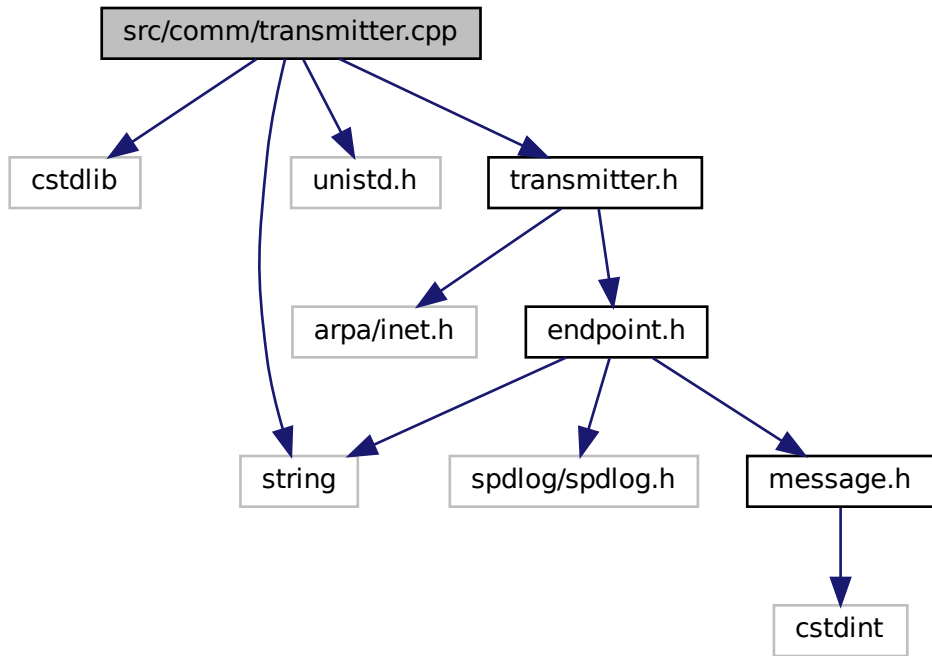 src/comm/transmitter.cpp
cstdlib
unistd.h
transmitter.h
arpa/inet.h
endpoint.h
string
spdlog/spdlog.h
message.h
cstdint